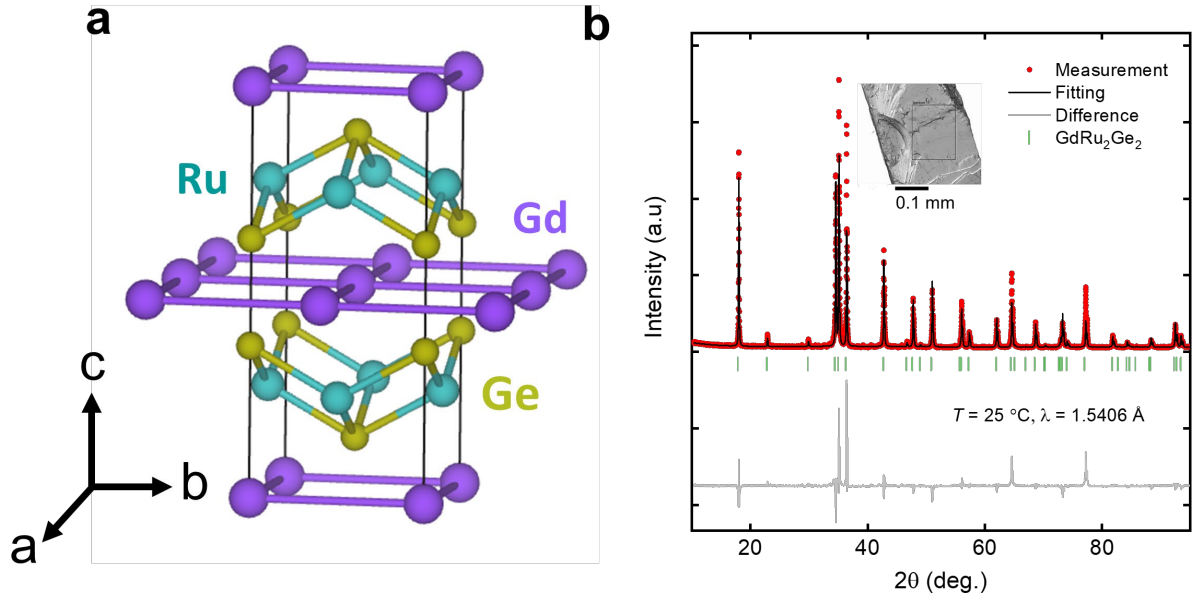 a
Ru
Gd
Ge
c
b
a
b
Measurement
Fitting
Difference
GdRu₂Ge₂
0.1 mm
Intensity (a.u)
T = 25 °C, λ = 1.5406 Å
20 40 60 80
2θ (deg.)